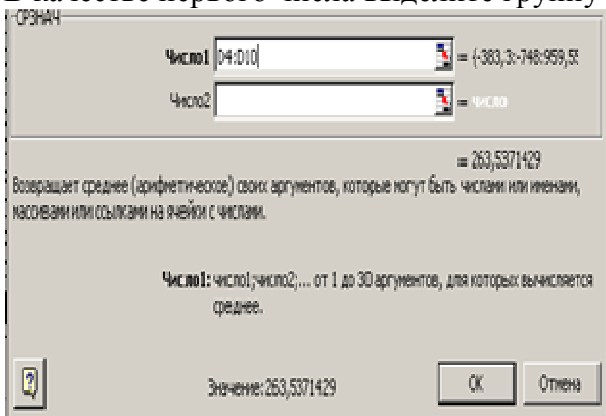 В качестве первого числа выделите группу
СРЗНАЧ
Число1 D4:D10 = {-383,3:-748:959,5
Число2 = число
= 263,5371429
Возвращает среднее (арифметическое) своих аргументов, которые могут быть числами или именами,
массивами или ссылками на ячейки с числами.
Число1: число1;число2;... от 1 до 30 аргументов, для которых вычисляется
среднее.
Значение:263,5371429 ОК Отмена